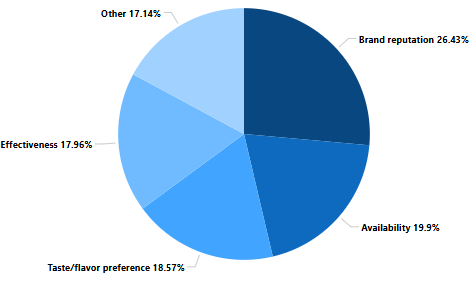 Other 17.14%
Brand reputation 26.43%
Effectiveness 17.96%
Availability 19.9%
Taste/flavor preference 18.57%